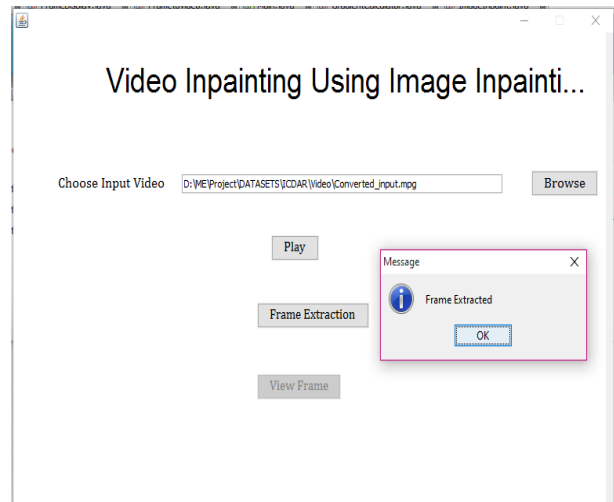 Video Inpainting Using Image Inpainti...
Choose Input Video D:\ME\Project\DATASETS\ICDAR\Video\Converted_input.mpg Browse
Play
Message
Frame Extracted
OK
Frame Extraction
View Frame